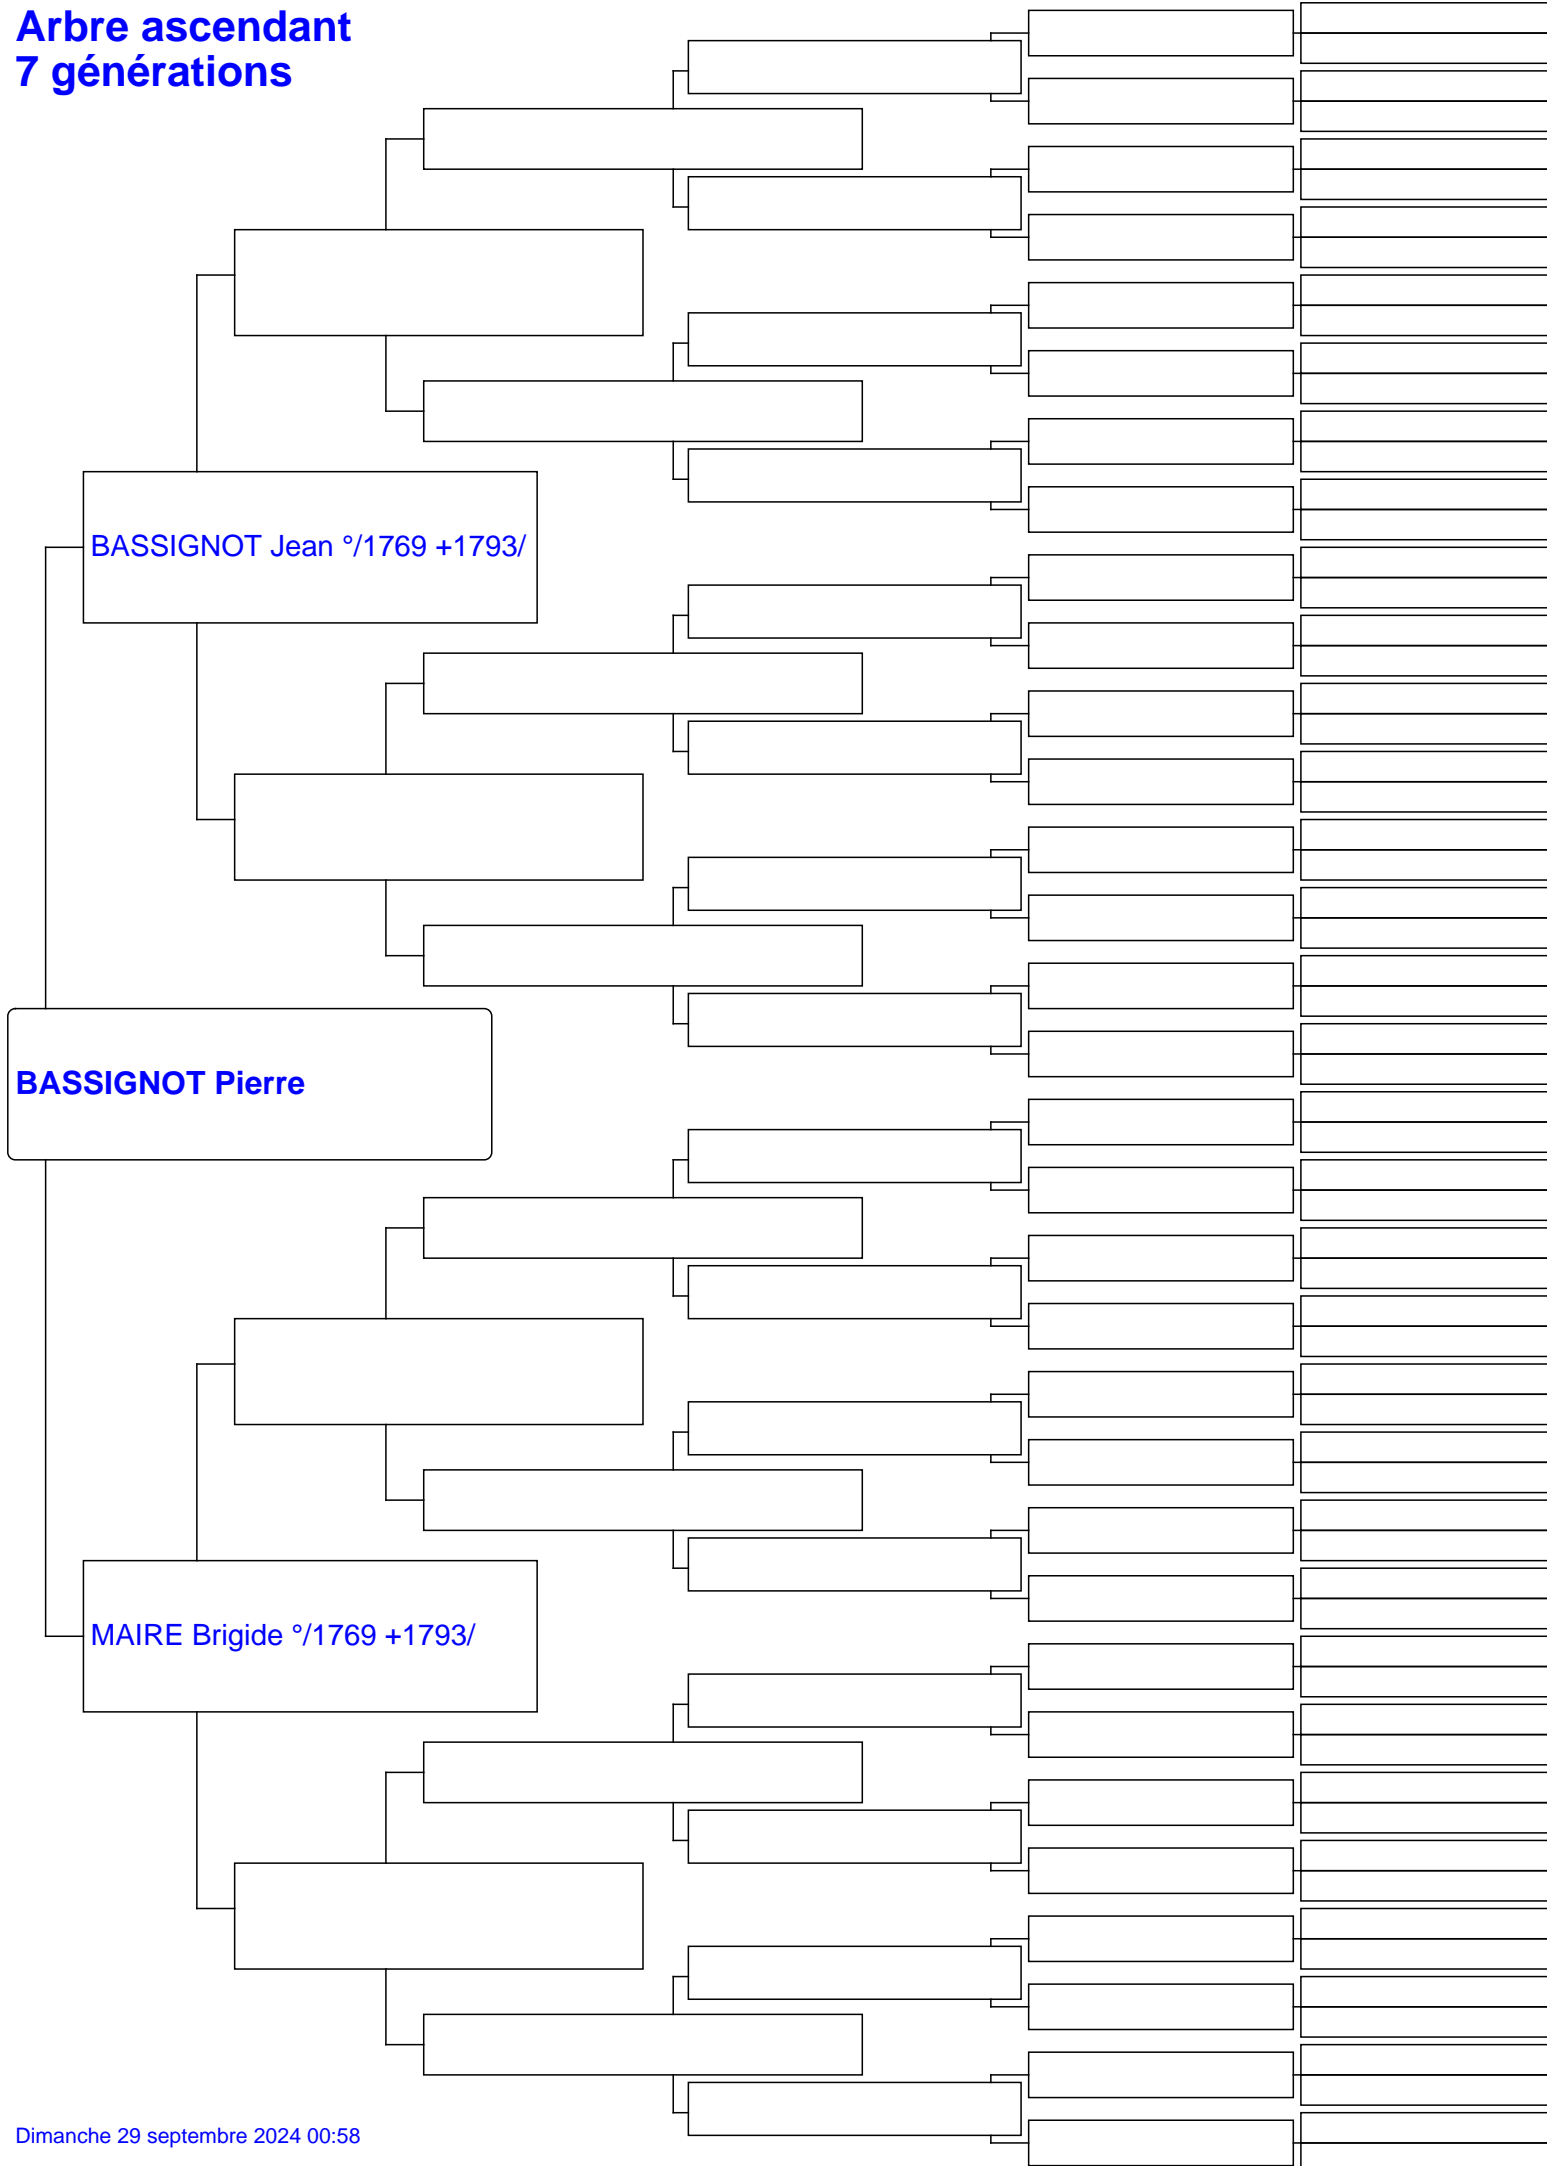 Arbre ascendant
7 générations
BASSIGNOT Jean °/1769 +1793/
BASSIGNOT Pierre
MAIRE Brigide °/1769 +1793/
Dimanche 29 septembre 2024 00:58